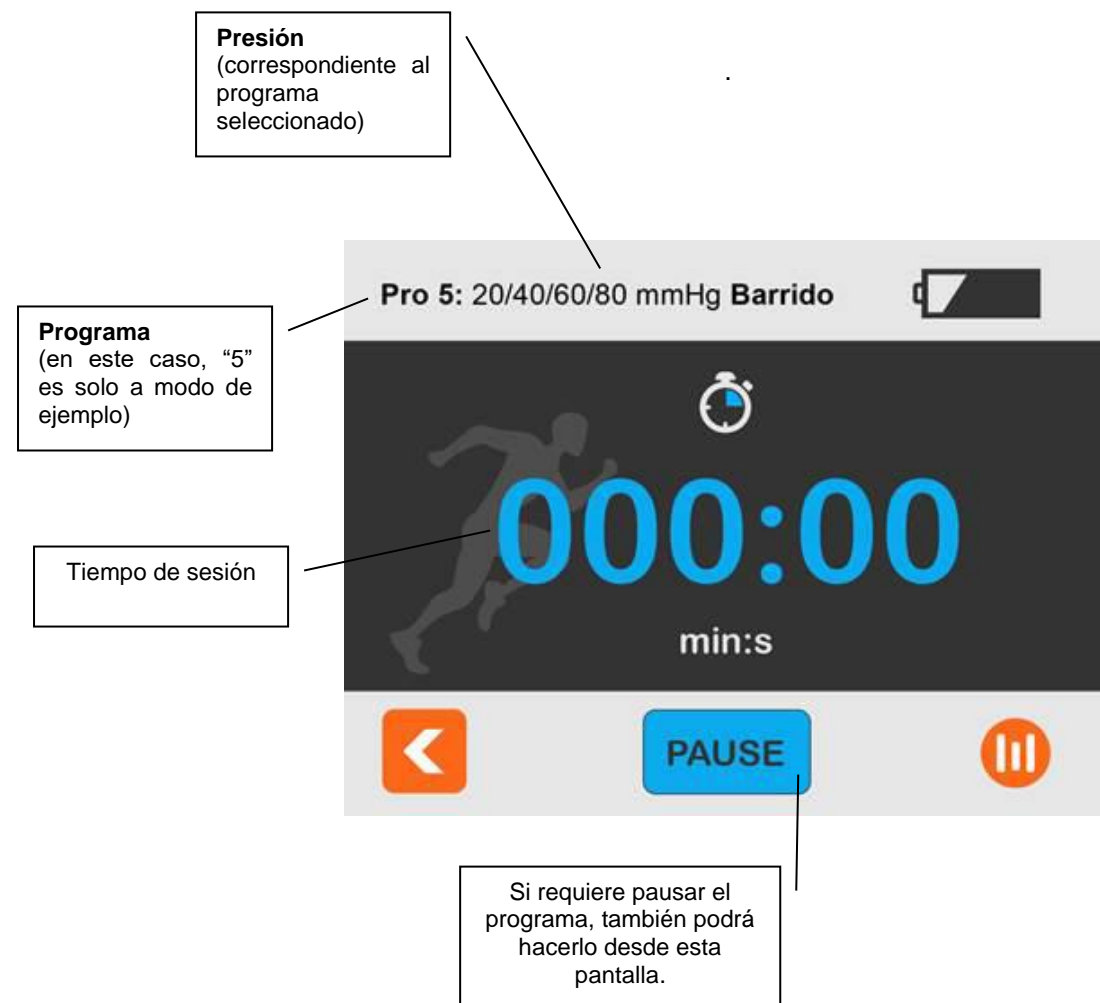 Presión
(correspondiente al
programa
seleccionado)
.
Pro 5: 20/40/60/80 mmHg Barrido
Programa
(en este caso, “5”
es solo a modo de
ejemplo)
000:00
Tiempo de sesión
min:s
PAUSE
Si requiere pausar el
programa, también podrá
hacerlo desde esta
pantalla.